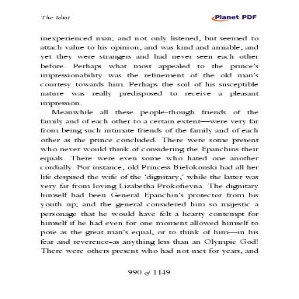 The Idiot
Planet PDF
inexperienced man; and not only listened, but seemed to
attach value to his opinion, and was kind and amiable, and
yet they were strangers and had never seen each other
before. Perhaps what most appealed to the prince's
impressionability was the refinement of the old man's
courtesy towards him. Perhaps the soil of his susceptible
nature was really predisposed to receive a pleasant
impression.
Meanwhile all these people-though friends of the
family and of each other to a certain extent—were very far
from being such intimate friends of the family and of each
other as the prince concluded. There were some present
who never would think of considering the Epanchins their
equals. There were even some who hated one another
cordially. For instance, old Princess Bielokonski had all her
life despised the wife of the 'dignitary,' while the latter was
very far from loving Lizabetha Prokofievna. The dignitary
himself had been General Epanchin's protector from his
youth up; and the general considered him so majestic a
personage that he would have felt a hearty contempt for
himself if he had even for one moment allowed himself to
pose as the great man's equal, or to think of him—in his
fear and reverence-as anything less than an Olympic God!
There were others present who had not met for years, and
990 of 1149